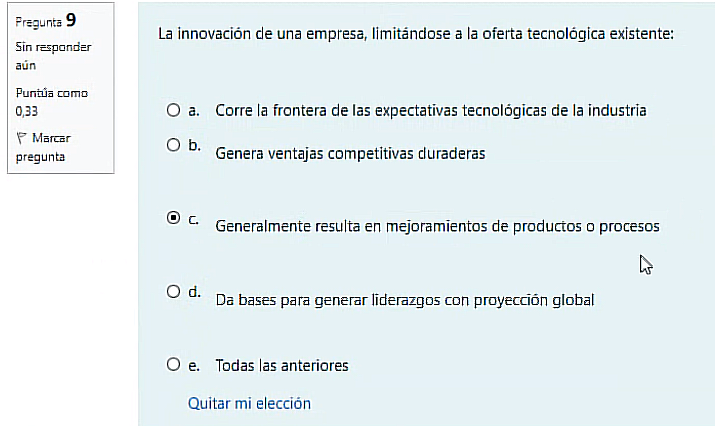 Pregunta 9
Sin responder
aún
Puntúa como
0,33
Marcar
pregunta
La innovación de una empresa, limitándose a la oferta tecnológica existente:
a. Corre la frontera de las expectativas tecnológicas de la industria
b. Genera ventajas competitivas duraderas
c. Generalmente resulta en mejoramientos de productos o procesos
d. Da bases para generar liderazgos con proyección global
e. Todas las anteriores
Quitar mi elección